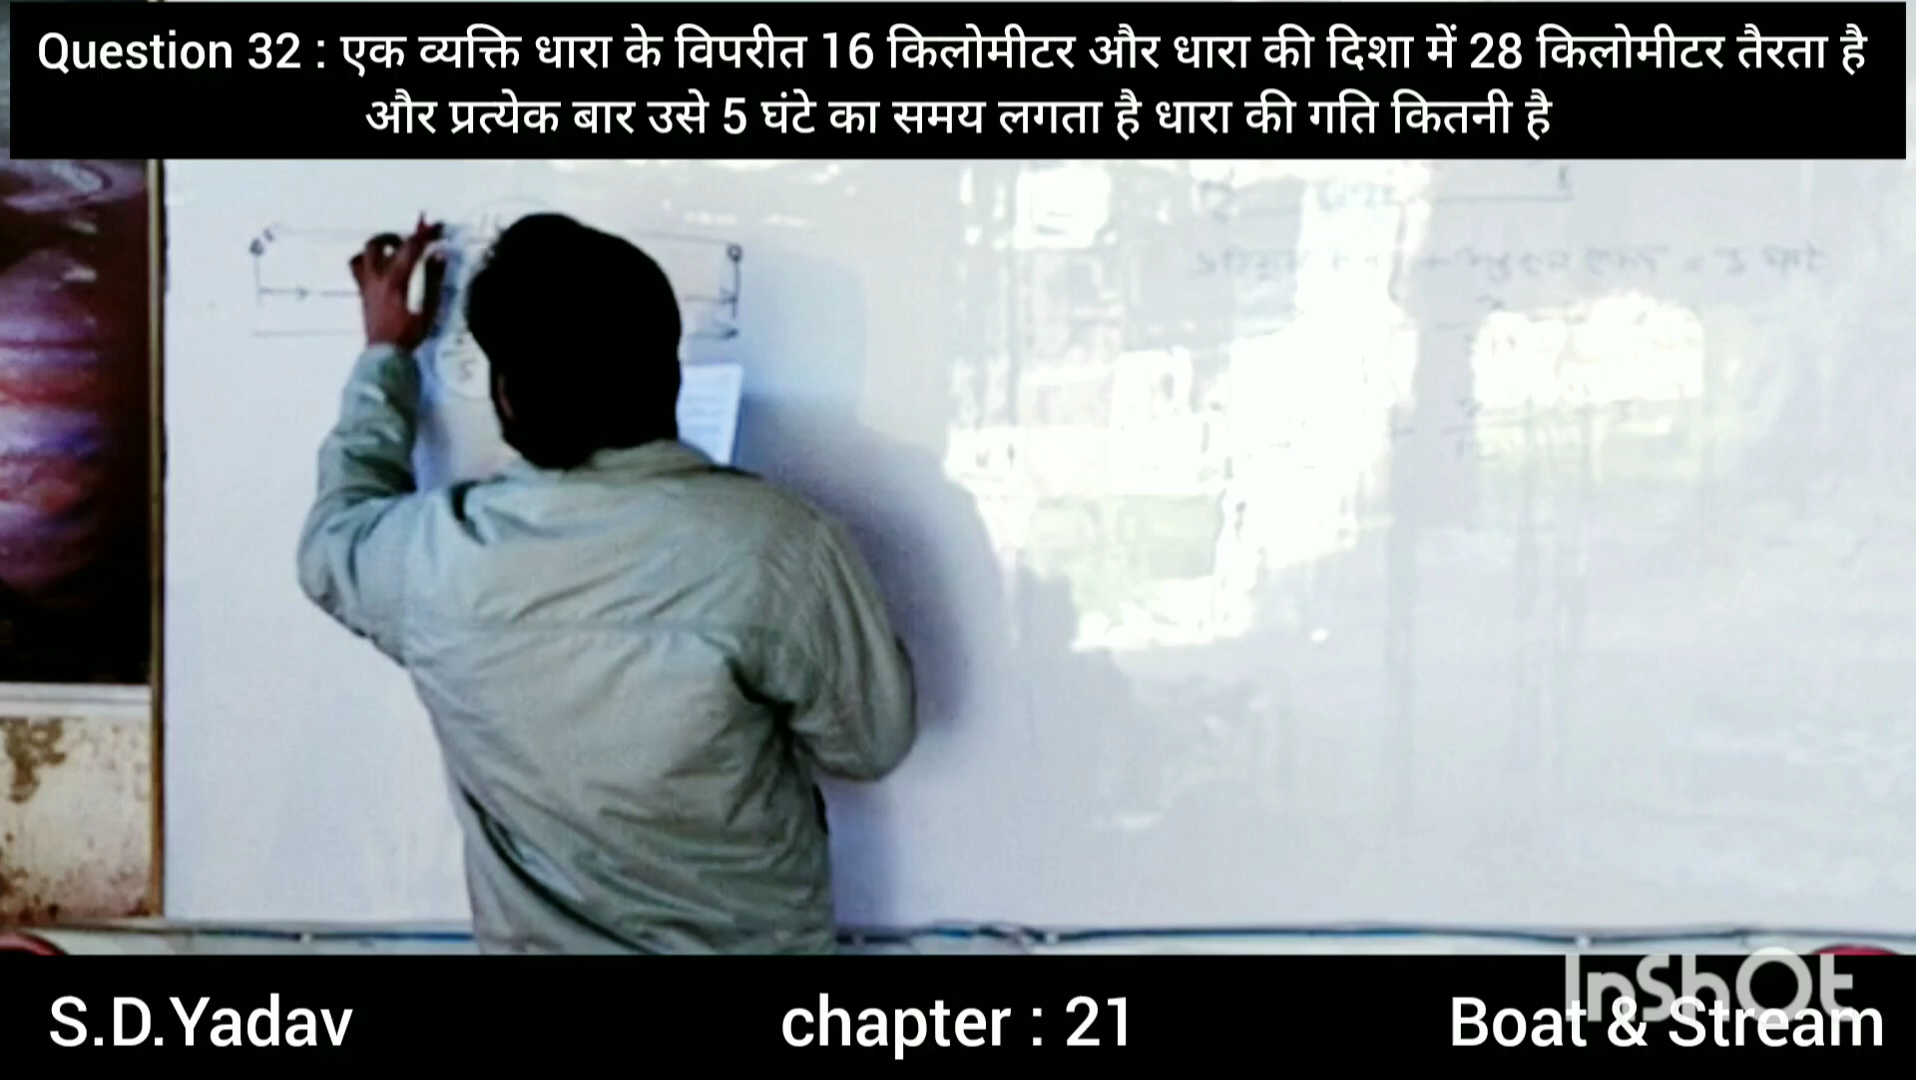 Question 32 : एक व्यक्ति धारा के विपरीत 16 किलोमीटर और धारा की दिशा में 28 किलोमीटर तैरता है
और प्रत्येक बार उसे 5 घंटे का समय लगता है धारा की गति कितनी है
S.D.Yadav
chapter : 21
Boat & Stream
InShOt